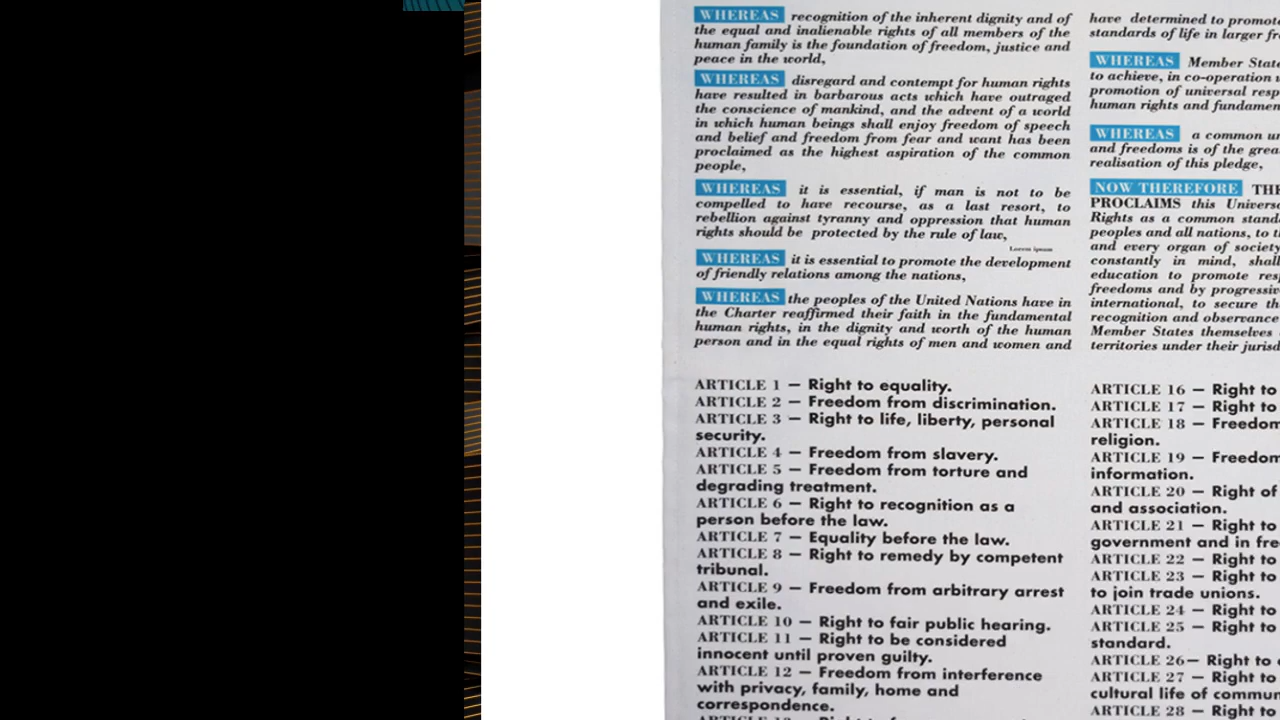 WHEREAS recognition of the inherent dignity and of
the equal and inalienable rights of all members of the
human family is the foundation of freedom, justice and
peace in the world,
WHEREAS disregard and contempt for human rights
have resulted in barbarous acts which have outraged
the conscience of mankind, and the advent of a world
in which human beings shall enjoy freedom of speech
and belief and freedom from fear and want has been
proclaimed as the highest aspiration of the common
people,
WHEREAS it is essential, if man is not to be
compelled to have recourse, as a last resort, to
rebellion against tyranny and oppression that human
rights should be protected by the rule of law,
Lorem ipsum
WHEREAS it is essential to promote the development
of friendly relations among the nations,
WHEREAS the peoples of the United Nations have in
the Charter reaffirmed their faith in the fundamental
human rights, in the dignity and worth of the human
person and in the equal rights of men and women and
have determined to promot
standards of life in larger fr
WHEREAS Member State
to achieve, in co-operation
promotion of universal resp
human rights and fundamen
WHEREAS a common un
and freedoms is of the grea
realisation of this pledge
NOW THEREFORE THE
PROCLAIMS this Univers
Rights as a common stand
peoples and all nations, to th
and every organ of society
constantly in mind, shall
education to promote resp
freedoms and by progressiv
international, to secure th
recognition and observance
Member States themselves
territories under their jurisd
ARTICLE 1 — Right to equality.
ARTICLE 2 — Freedom from discrimination.
ARTICLE 3 — Right to life, liberty, personal
security.
ARTICLE 4 — Freedom from slavery.
ARTICLE 5 — Freedom from torture and
degrading treatment.
ARTICLE 6 — Right to recognition as a
person before the law.
ARTICLE 7 — Equality before the law.
ARTICLE 8 — Right to remedy by competent
tribunal.
ARTICLE 9 — Freedom from arbitrary arrest
and exile.
ARTICLE 10 — Right to fair public hearing.
ARTICLE 11 — Right to be considered
innocent until proven guilty.
ARTICLE 12 — Freedom from interference
with privacy, family, home and
correspondence.
ARTICLE 16 — Right to
ARTICLE 17 — Right to
ARTICLE 18 — Freedom
religion.
ARTICLE 19 — Freedom
information.
ARTICLE 20 — Right of
and association.
ARTICLE 21 — Right to
government and in fre
ARTICLE 22 — Right to
ARTICLE 23 — Right to
to join trade unions.
ARTICLE 24 — Right to
ARTICLE 25 — Right to
standard.
ARTICLE 26 — Right to
ARTICLE 27 — Right to
cultural life of commun
ARTICLE 28 — Right to